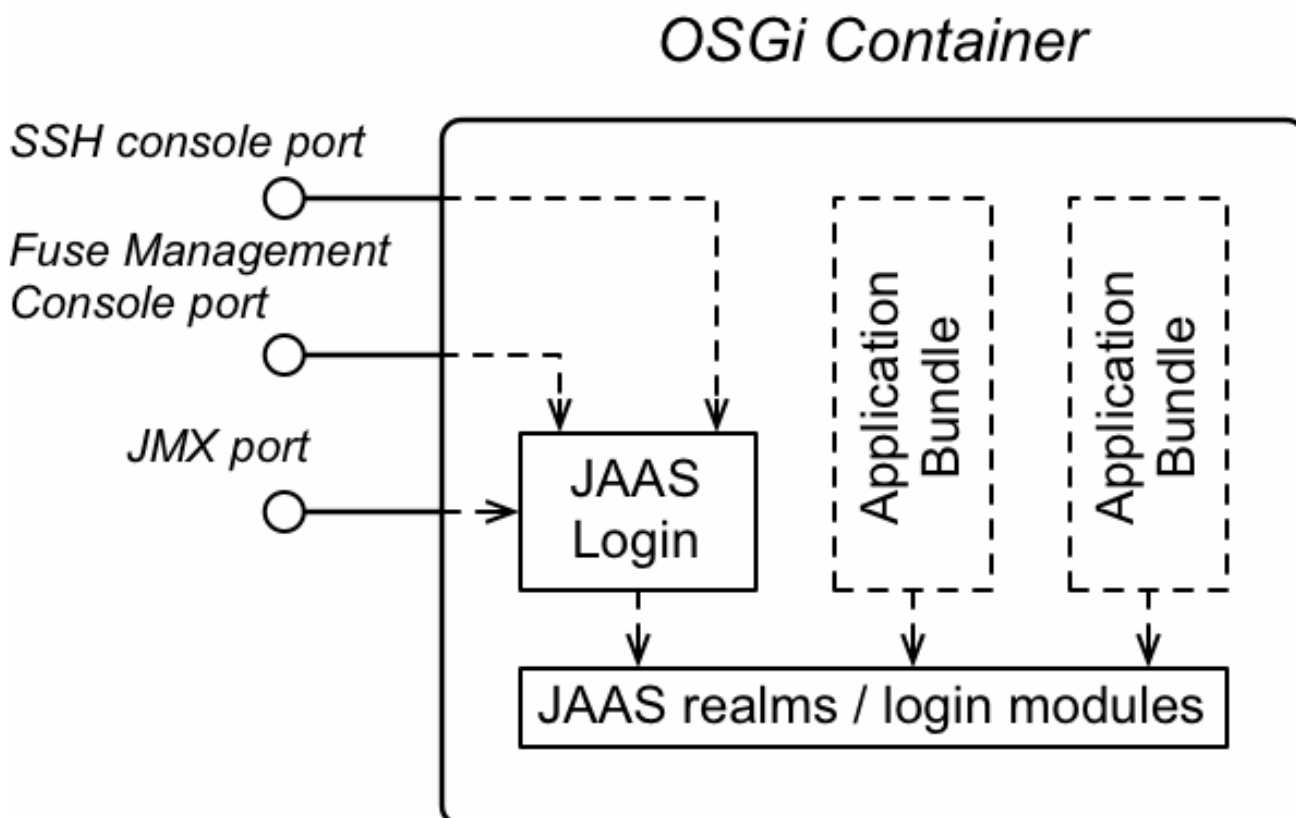 OSGi Container
SSH console port
Fuse Management
Console port
JMX port
JAAS
Login
Application
Bundle
Application
Bundle
JAAS realms / login modules